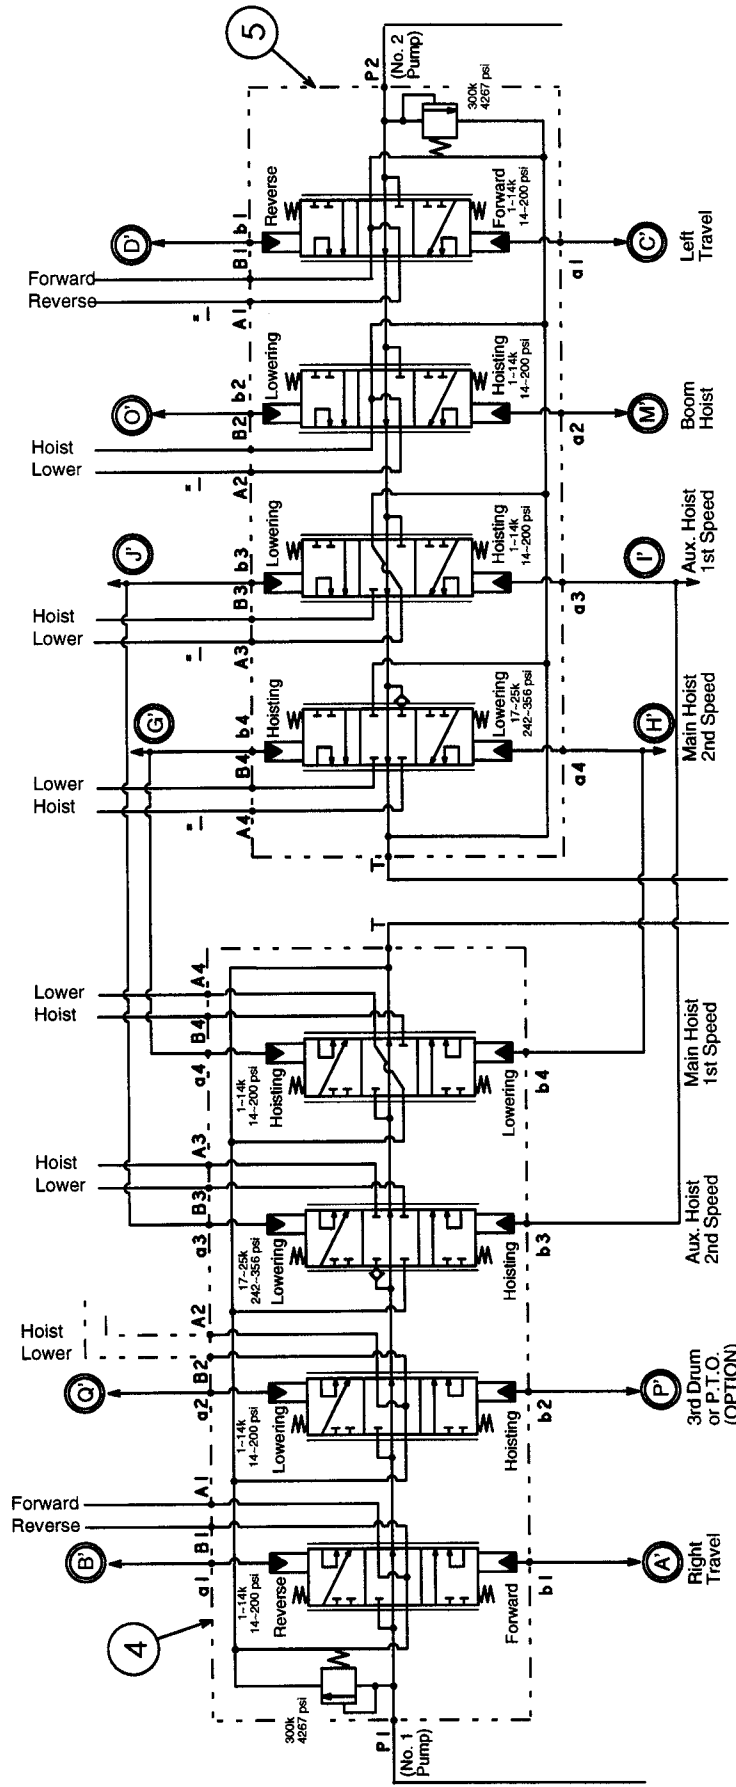 5
P2
(No. 2
Pump)
300k
4267 psi
D'
B1
b1
Reverse
Forward
Reverse
A1
"
Forward
1~14k
14~200 psi
a1
C'
Left
Travel
O'
B2
b2
Lowering
Hoist
Lower
A2
"
Hoisting
1~14k
14~200 psi
a2
M'
Boom
Hoist
J'
B3
b3
Lowering
Hoist
Lower
A3
"
Hoisting
1~14k
14~200 psi
a3
I'
Aux. Hoist
1st Speed
G'
B4
b4
Hoisting
Lower
Hoist
A4
"
Lowering
17~25k
242~356 psi
a4
H'
Main Hoist
2nd Speed
T
T
Lower
Hoist
A4
B4
a4
1~14k
14~200 psi
Hoisting
Lowering
b4
Main Hoist
1st Speed
Hoist
Lower
A3
B3
a3
17~25k
242~356 psi
Lowering
Hoisting
b3
Aux. Hoist
2nd Speed
Hoist
Lower
A2
B2
a2
Q'
1~14k
14~200 psi
Lowering
Hoisting
b2
P'
3rd Drum
or P.T.O.
(OPTION)
Forward
Reverse
A1
B1
a1
B'
1~14k
14~200 psi
Reverse
Forward
b1
A'
Right
Travel
4
300k
4267 psi
P1
(No. 1
Pump)